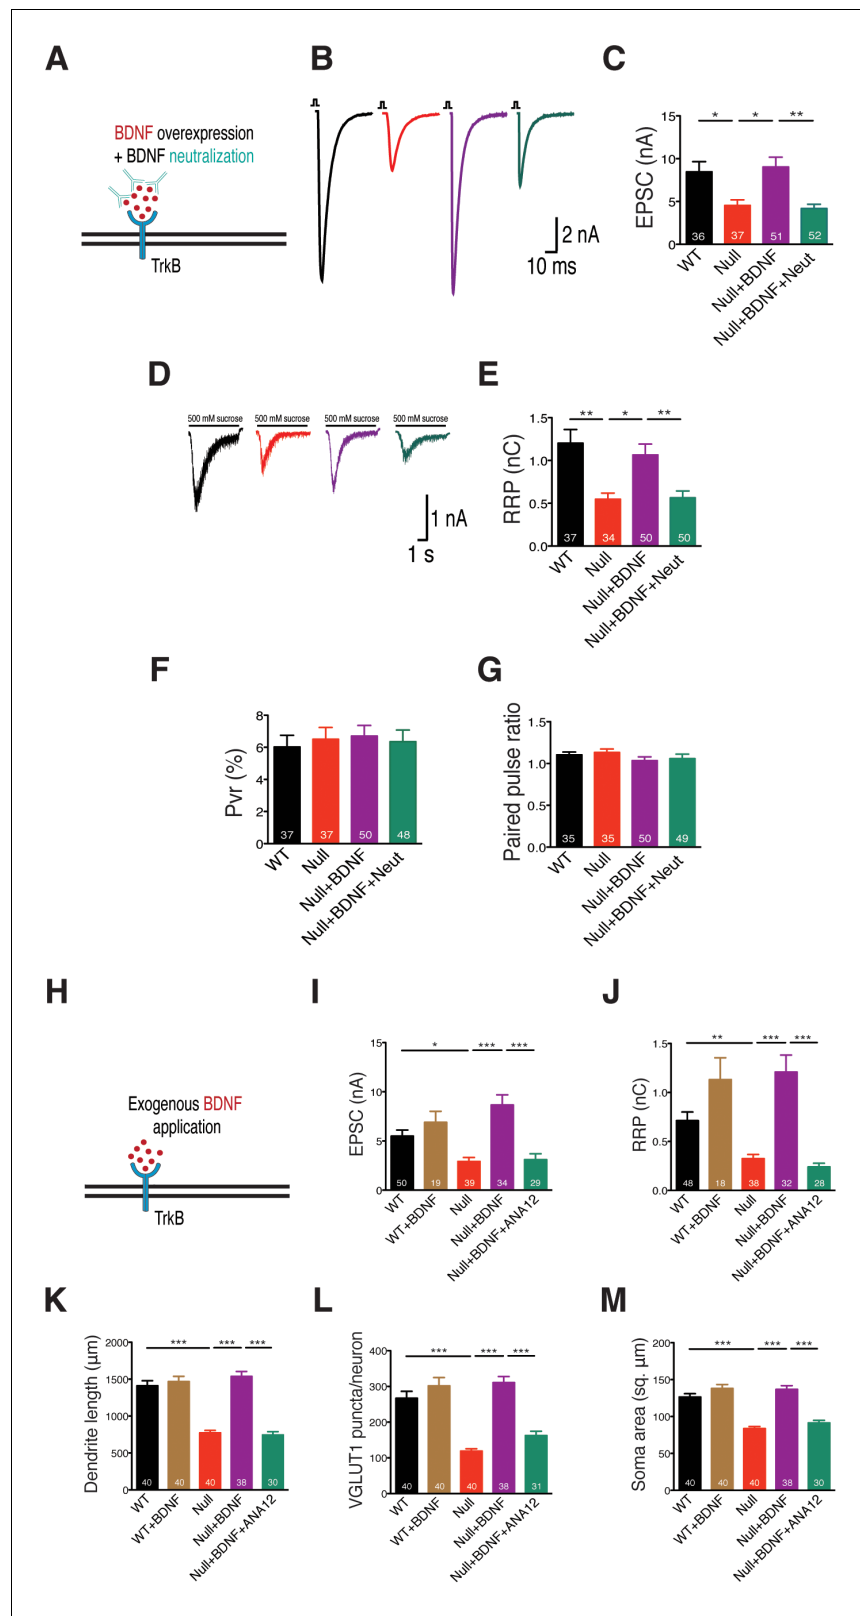 A
BDNF overexpression
+ BDNF neutralization
TrkB
B
2 nA
10 ms
C
EPSC (nA)
15
10
5
0
* * **
36 37 51 52
WT
Null
Null+BDNF
Null+BDNF+Neut
D
500 mM sucrose 500 mM sucrose 500 mM sucrose 500 mM sucrose
1 nA
1 s
E
RRP (nC)
1.5
1.0
0.5
0.0
** * **
37 34 50 50
WT
Null
Null+BDNF
Null+BDNF+Neut
F
Pvr (%)
8
6
4
2
0
37 37 50 48
WT
Null
Null+BDNF
Null+BDNF+Neut
G
Paired pulse ratio
1.5
1.0
0.5
0.0
35 35 50 49
WT
Null
Null+BDNF
Null+BDNF+Neut
H
Exogenous BDNF
application
TrkB
I
EPSC (nA)
15
10
5
0
* *** ***
50 19 39 34 29
WT
WT+BDNF
Null
Null+BDNF
Null+BDNF+ANA12
J
RRP (nC)
1.5
1.0
0.5
0.0
** *** ***
48 18 38 32 28
WT
WT+BDNF
Null
Null+BDNF
Null+BDNF+ANA12
K
Dendrite length (µm)
2000
1500
1000
500
0
*** *** ***
40 40 40 38 30
WT
WT+BDNF
Null
Null+BDNF
Null+BDNF+ANA12
L
VGLUT1 puncta/neuron
400
300
200
100
0
*** *** ***
40 40 40 38 31
WT
WT+BDNF
Null
Null+BDNF
Null+BDNF+ANA12
M
Soma area (sq. µm)
200
150
100
50
0
*** *** ***
40 40 40 38 30
WT
WT+BDNF
Null
Null+BDNF
Null+BDNF+ANA12